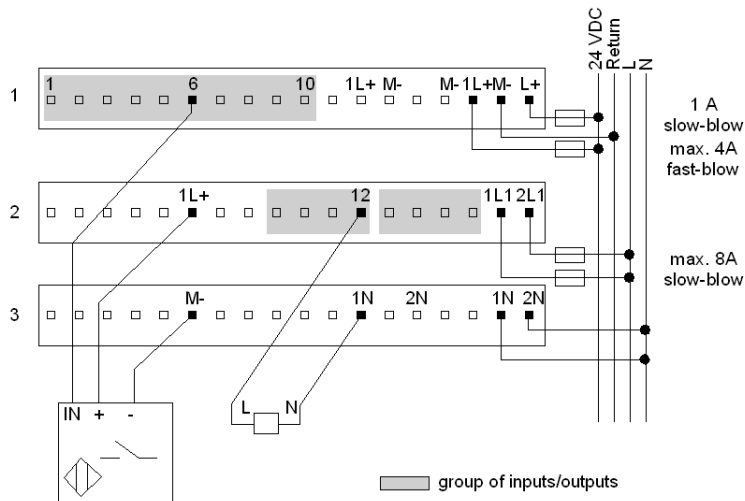 24 VDC
Return
L
N
1
1 6 10 1L+ M- M- 1L+ M- L+
1 A
slow-blow
max. 4A
fast-blow
2
1L+ 12 1L1 2L1
max. 8A
slow-blow
3
M- 1N 2N 1N 2N
IN + -
L N
group of inputs/outputs